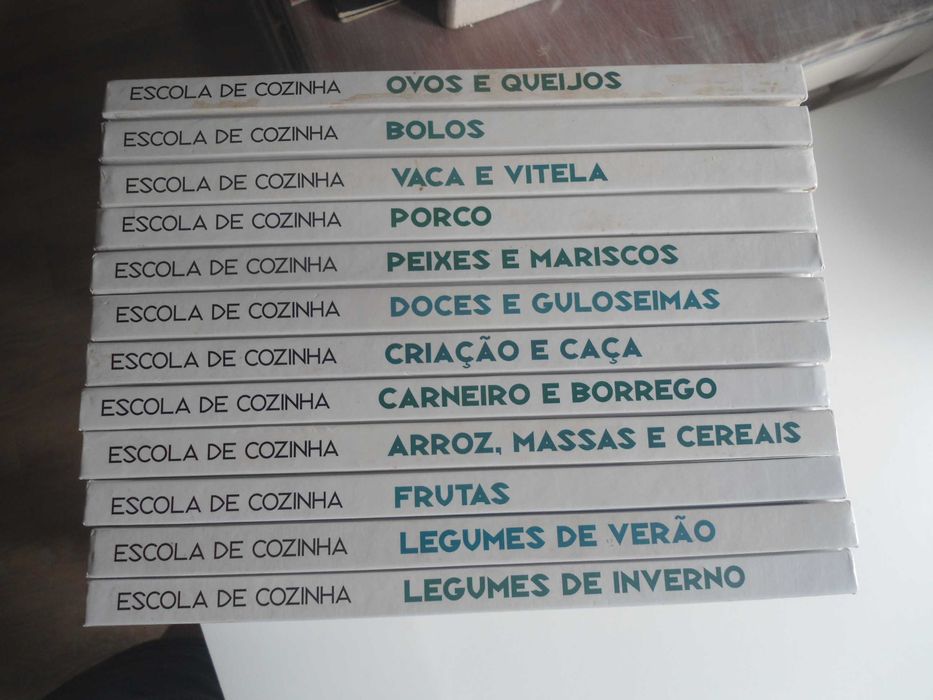 ESCOLA DE COZINHA OVOS E QUEIJOS
ESCOLA DE COZINHA BOLOS
ESCOLA DE COZINHA VACA E VITELA
ESCOLA DE COZINHA PORCO
ESCOLA DE COZINHA PEIXES E MARISCOS
ESCOLA DE COZINHA DOCES E GULOSEIMAS
ESCOLA DE COZINHA CRIAÇÃO E CAÇA
ESCOLA DE COZINHA CARNEIRO E BORREGO
ESCOLA DE COZINHA ARROZ, MASSAS E CEREAIS
ESCOLA DE COZINHA FRUTAS
ESCOLA DE COZINHA LEGUMES DE VERÃO
ESCOLA DE COZINHA LEGUMES DE INVERNO